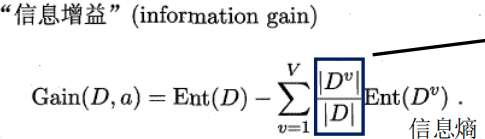 “信息增益” (information gain)
Gain(D, a) = Ent(D) − ∑_{v=1}^{V} |D^v|/|D| Ent(D^v) .
信息熵